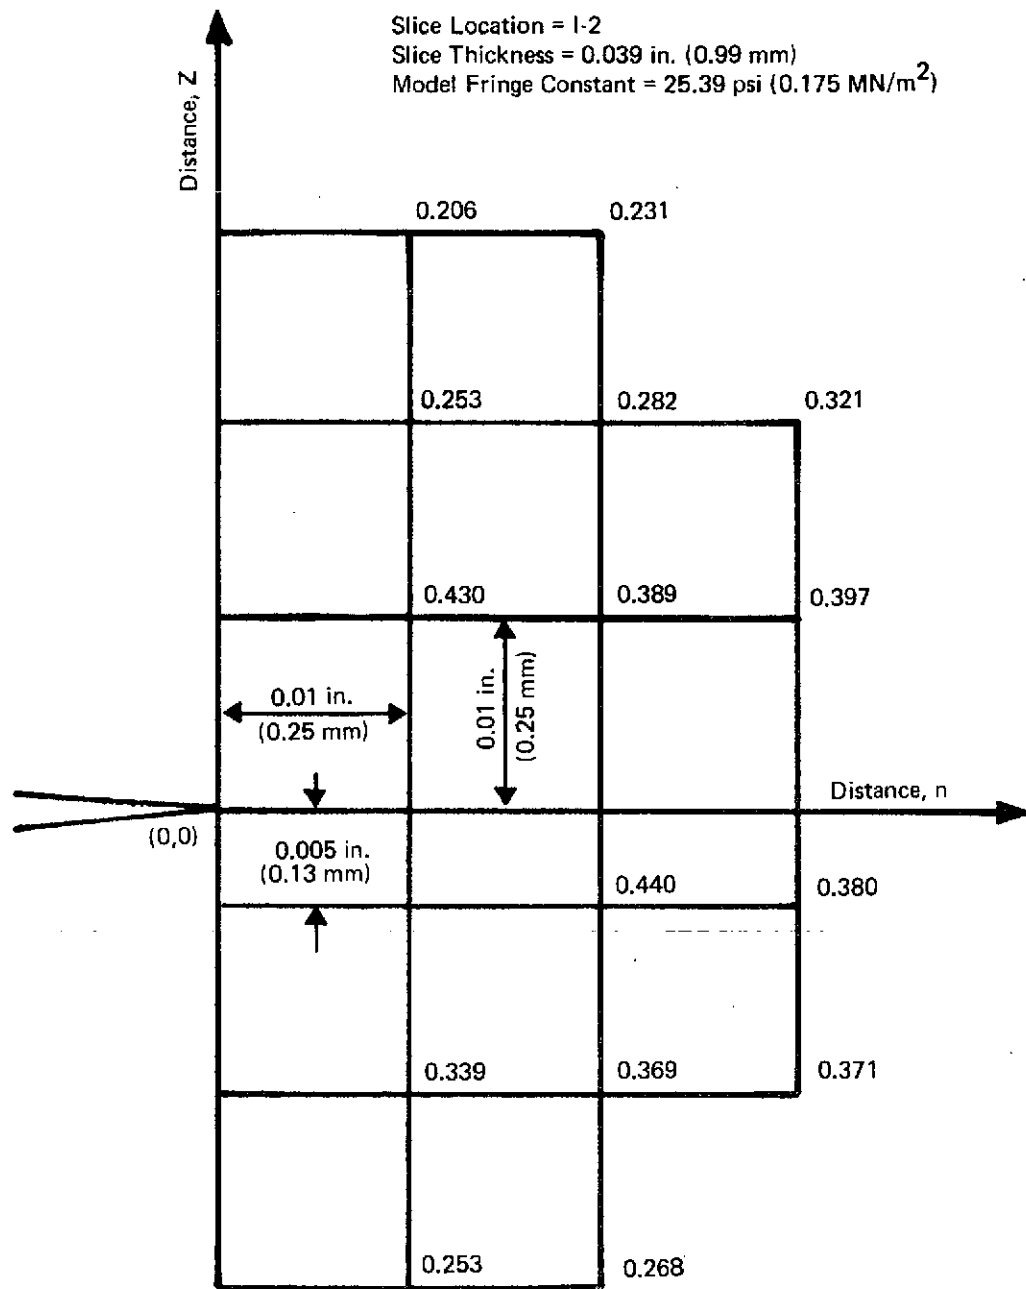 Slice Location = I-2
Slice Thickness = 0.039 in. (0.99 mm)
Model Fringe Constant = 25.39 psi (0.175 MN/m²)
Distance, Z
0.206 0.231
0.253 0.282 0.321
0.430 0.389 0.397
0.01 in.
(0.25 mm)
0.01 in.
(0.25 mm)
Distance, n
(0,0)
0.005 in.
(0.13 mm)
0.440 0.380
0.339 0.369 0.371
0.253 0.268